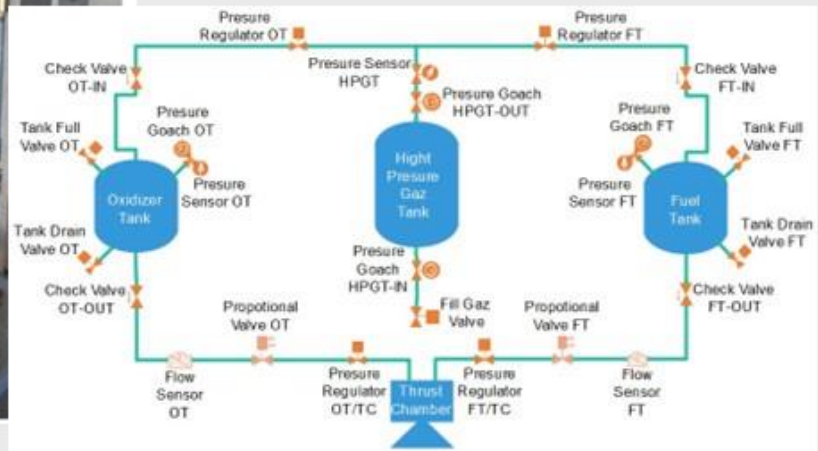 Presure
Regulator OT
Presure
Regulator FT
Presure Sensor
HPGT
Check Valve
OT-IN
Check Valve
FT-IN
Presure Goach
HPGT-OUT
Presure
Goach OT
Presure
Goach FT
Tank Full
Valve OT
Tank Full
Valve FT
Hight
Presure
Gaz
Tank
Presure
Sensor OT
Presure
Sensor FT
Oxidizer
Tank
Fuel
Tank
Tank Drain
Valve OT
Tank Drain
Valve FT
Presure
Goach
HPGT-IN
Check Valve
OT-OUT
Check Valve
FT-OUT
Propotional
Valve OT
Fill Gaz
Valve
Propotional
Valve FT
Flow
Sensor
OT
Presure
Regulator
OT/TC
Thrust
Chamber
Presure
Regulator
FT/TC
Flow
Sensor
FT